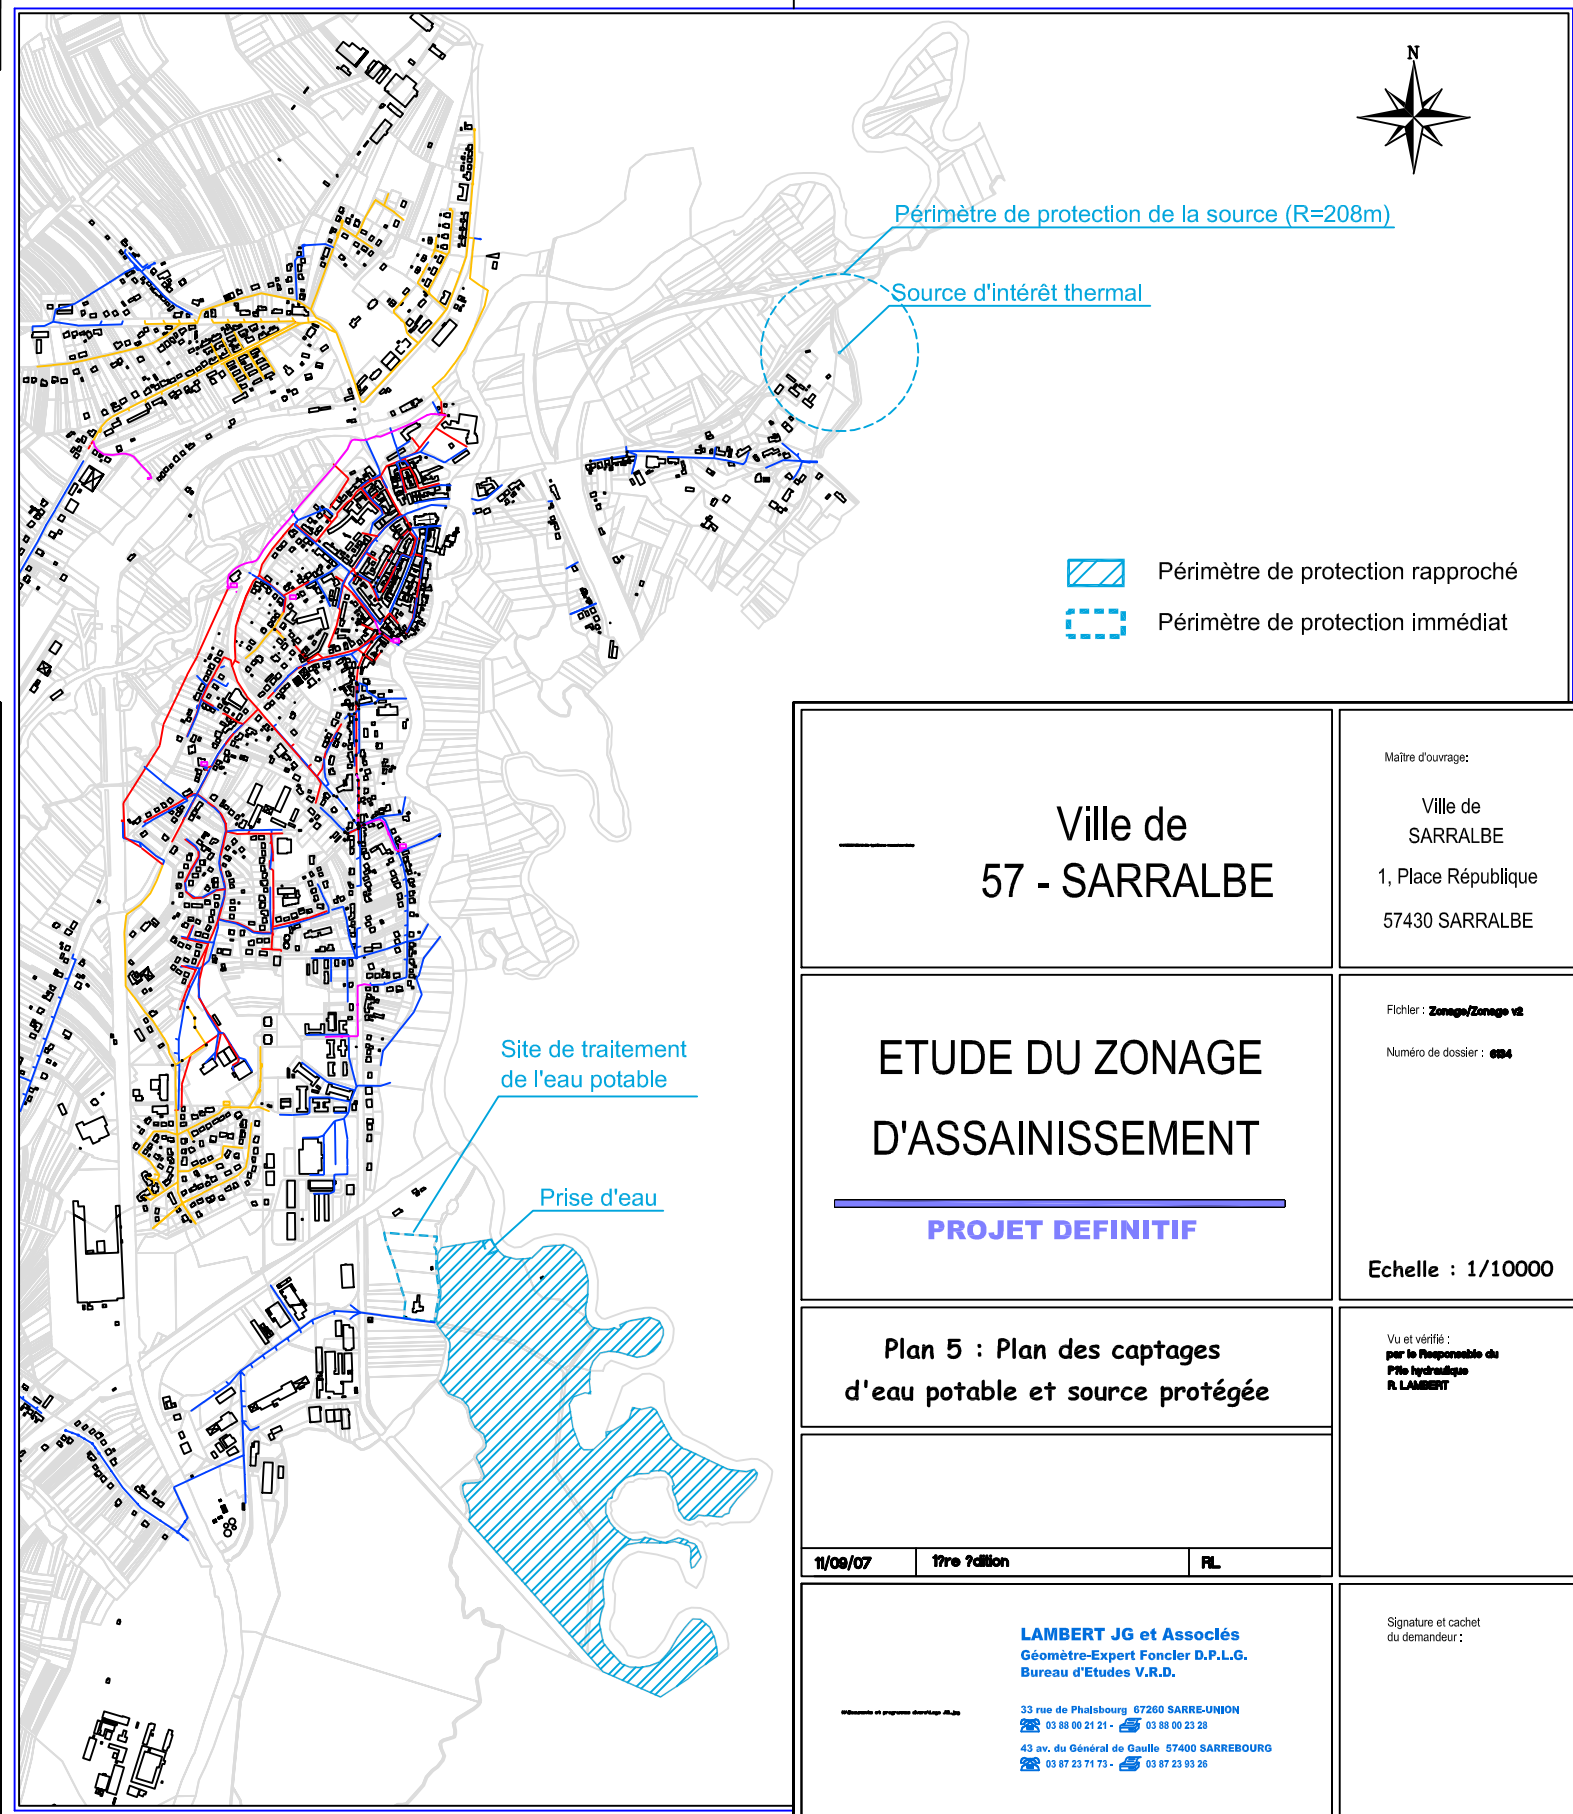 N
Périmètre de protection de la source (R=208m)
Source d'intérêt thermal
Périmètre de protection rapproché
Périmètre de protection immédiat
Site de traitement
de l'eau potable
Prise d'eau
Ville de
57 - SARRALBE
Maître d'ouvrage:
Ville de
SARRALBE
1, Place République
57430 SARRALBE
ETUDE DU ZONAGE
D'ASSAINISSEMENT
PROJET DEFINITIF
Fichier : Zonage/Zonage v2
Numéro de dossier : 6134
Echelle : 1/10000
Plan 5 : Plan des captages
d'eau potable et source protégée
Vu et vérifié :
par le Responsable du
P?le hydraulique
R. LAMBERT
11/09/07 1?re ?dition RL
LAMBERT JG et Associés
Géomètre-Expert Foncier D.P.L.G.
Bureau d'Etudes V.R.D.
33 rue de Phalsbourg 67260 SARRE-UNION
03 88 00 21 21 - 03 88 00 23 28
43 av. du Général de Gaulle 57400 SARREBOURG
03 87 23 71 73 - 03 87 23 93 26
Signature et cachet
du demandeur :